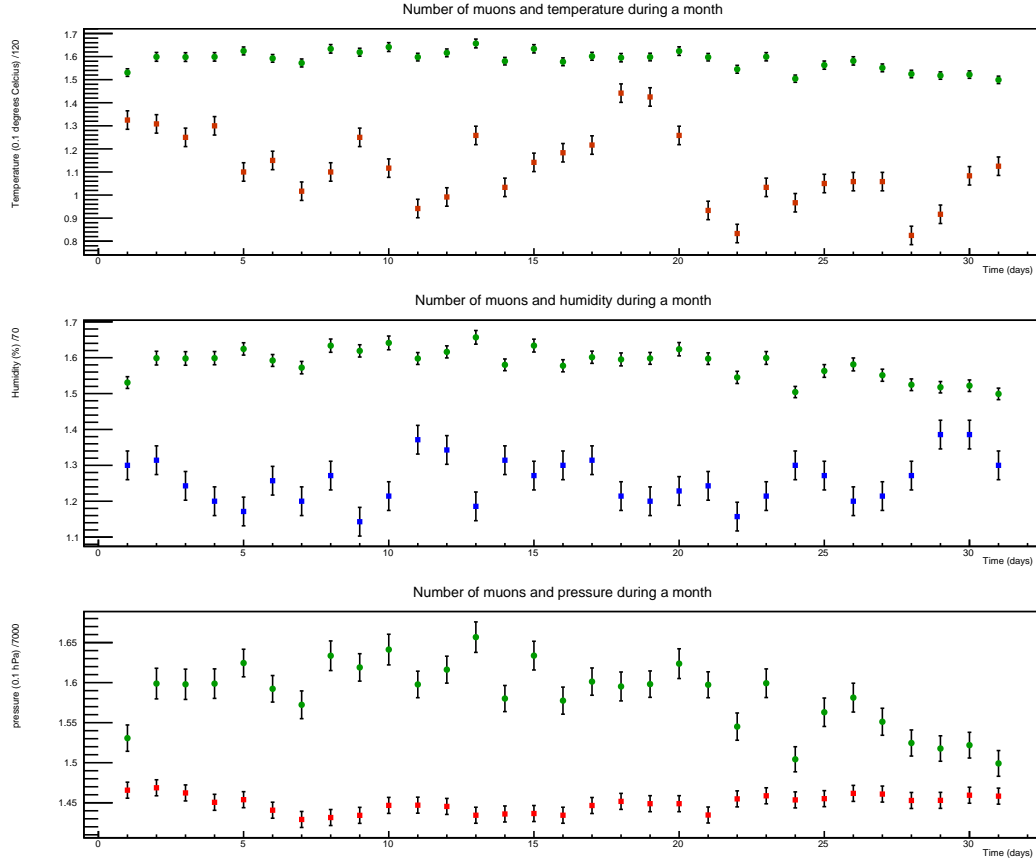 Number of muons and temperature during a month
Temperature (0.1 degrees Celcius) /120
1.7
1.6
1.5
1.4
1.3
1.2
1.1
1
0.9
0.8
0 5 10 15 20 25 30
Time (days)
Number of muons and humidity during a month
Humidity (%) /70
1.7
1.6
1.5
1.4
1.3
1.2
1.1
0 5 10 15 20 25 30
Time (days)
Number of muons and pressure during a month
pressure (0.1 hPa) /7000
1.65
1.6
1.55
1.5
1.45
0 5 10 15 20 25 30
Time (days)